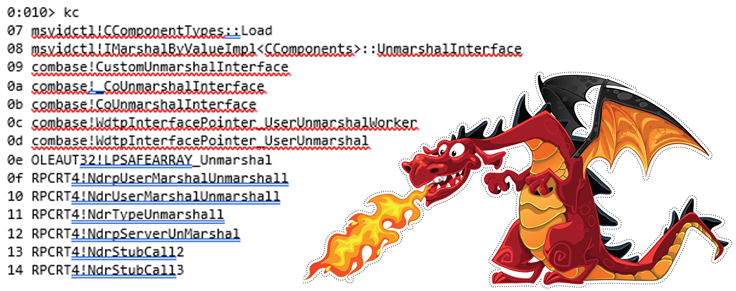 0:010> kc
07 msvidctl!CComponentTypes::Load
08 msvidctl!IMarshalByValueImpl<CComponents>::UnmarshalInterface
09 combase!CustomUnmarshalInterface
0a combase!_CoUnmarshalInterface
0b combase!CoUnmarshalInterface
0c combase!WdtpInterfacePointer_UserUnmarshalWorker
0d combase!WdtpInterfacePointer_UserUnmarshal
0e OLEAUT32!LPSAFEARRAY_Unmarshal
0f RPCRT4!NdrpUserMarshalUnmarshall
10 RPCRT4!NdrUserMarshalUnmarshall
11 RPCRT4!NdrTypeUnmarshall
12 RPCRT4!NdrpServerUnMarshal
13 RPCRT4!NdrStubCall2
14 RPCRT4!NdrStubCall3